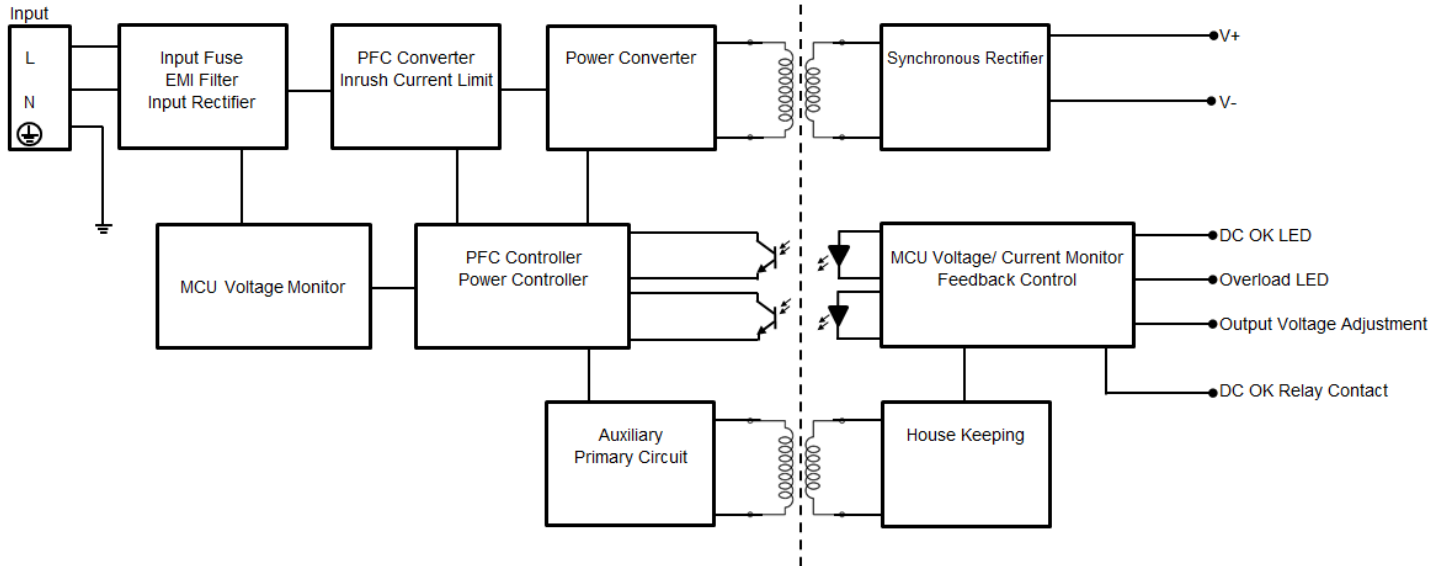 Input
L
N
Input Fuse
EMI Filter
Input Rectifier
PFC Converter
Inrush Current Limit
Power Converter
Synchronous Rectifier
V+
V-
MCU Voltage Monitor
PFC Controller
Power Controller
MCU Voltage/ Current Monitor
Feedback Control
DC OK LED
Overload LED
Output Voltage Adjustment
DC OK Relay Contact
Auxiliary
Primary Circuit
House Keeping